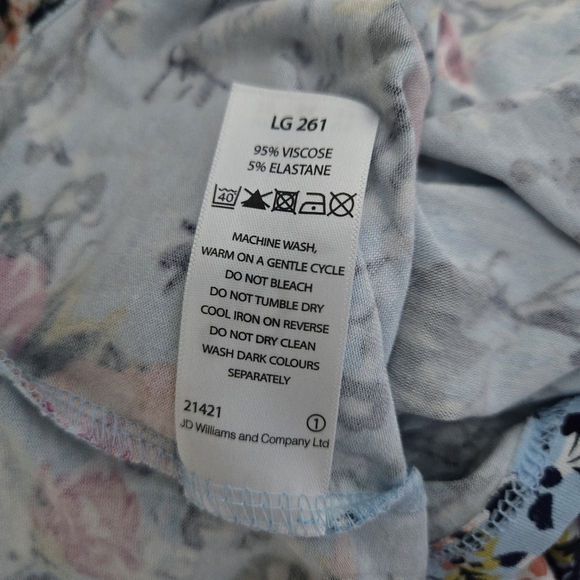 LG 261
95% VISCOSE
5% ELASTANE
40
MACHINE WASH,
WARM ON A GENTLE CYCLE
DO NOT BLEACH
DO NOT TUMBLE DRY
COOL IRON ON REVERSE
DO NOT DRY CLEAN
WASH DARK COLOURS
SEPARATELY
21421 1
JD Williams and Company Ltd